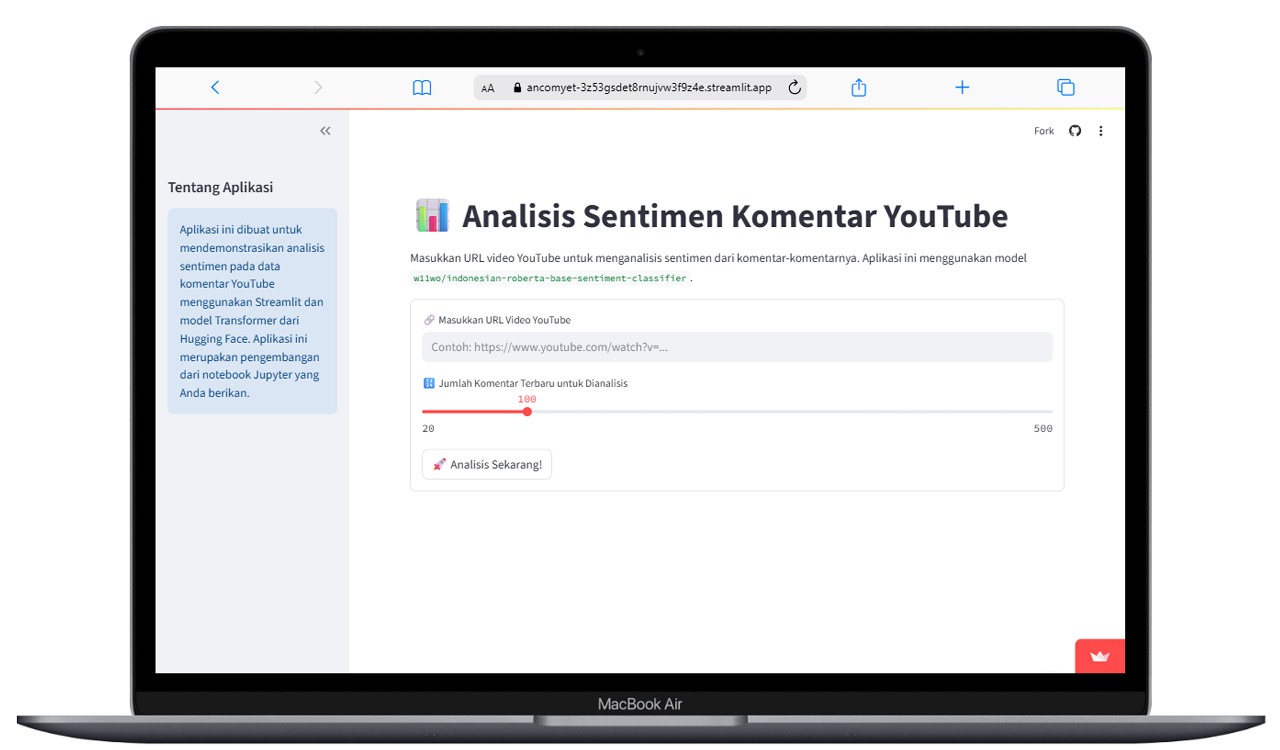 AA ancomyet-3z53gsdet8rnujvw3f9z4e.streamlit.app
Fork
Tentang Aplikasi
Aplikasi ini dibuat untuk
mendemonstrasikan analisis
sentimen pada data
komentar YouTube
menggunakan Streamlit dan
model Transformer dari
Hugging Face. Aplikasi ini
merupakan pengembangan
dari notebook Jupyter yang
Anda berikan.
Analisis Sentimen Komentar YouTube
Masukkan URL video YouTube untuk menganalisis sentimen dari komentar-komentarnya. Aplikasi ini menggunakan model
w11wo/indonesian-roberta-base-sentiment-classifier .
Masukkan URL Video YouTube
Contoh: https://www.youtube.com/watch?v=...
Jumlah Komentar Terbaru untuk Dianalisis
100
20 500
Analisis Sekarang!
MacBook Air